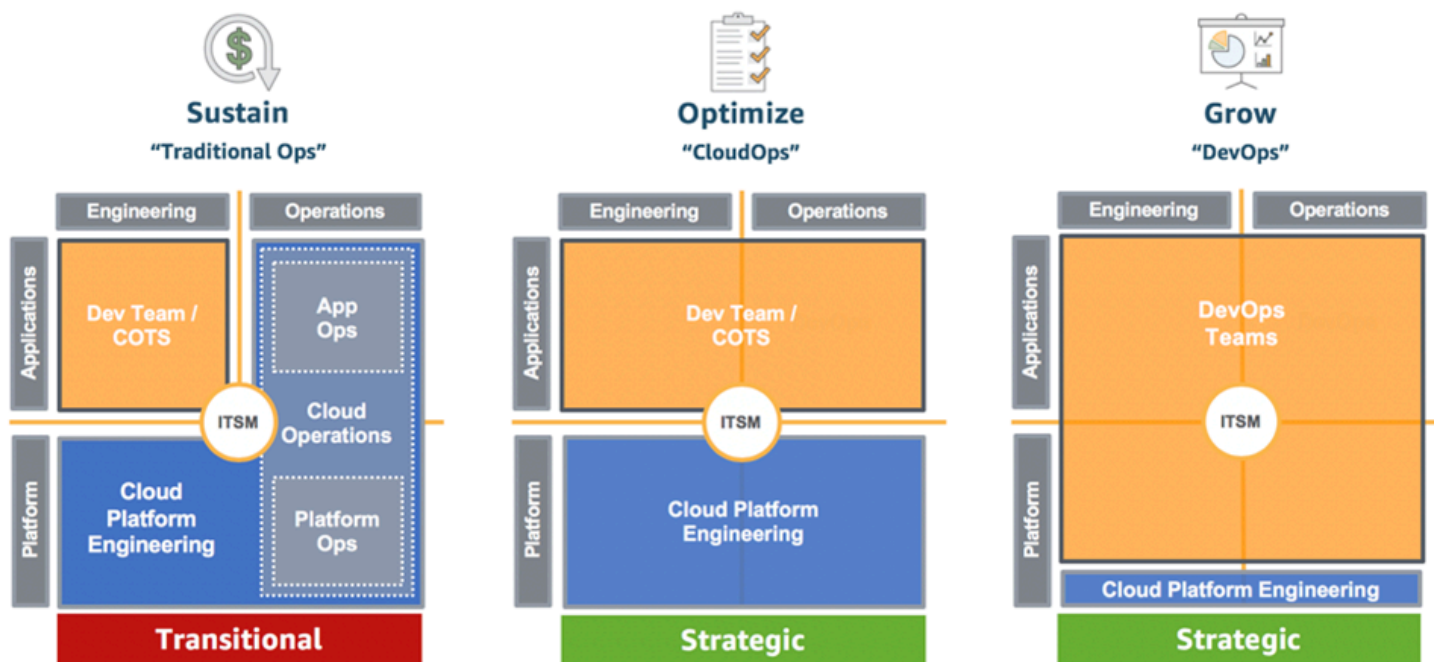 Sustain
“Traditional Ops”
Engineering
Operations
Applications
Dev Team /
COTS
App
Ops
ITSM
Cloud
Operations
Platform
Cloud
Platform
Engineering
Platform
Ops
Transitional
Optimize
“CloudOps”
Engineering
Operations
Applications
Dev Team /
COTS
ITSM
Platform
Cloud Platform
Engineering
Strategic
Grow
“DevOps”
Engineering
Operations
Applications
DevOps
Teams
ITSM
Platform
Cloud Platform Engineering
Strategic